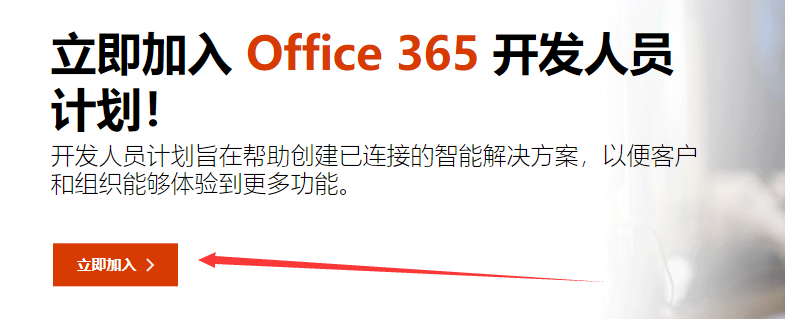 立即加入 Office 365 开发人员
计划！
开发人员计划旨在帮助创建已连接的智能解决方案，以便客户
和组织能够体验到更多功能。
立即加入 >